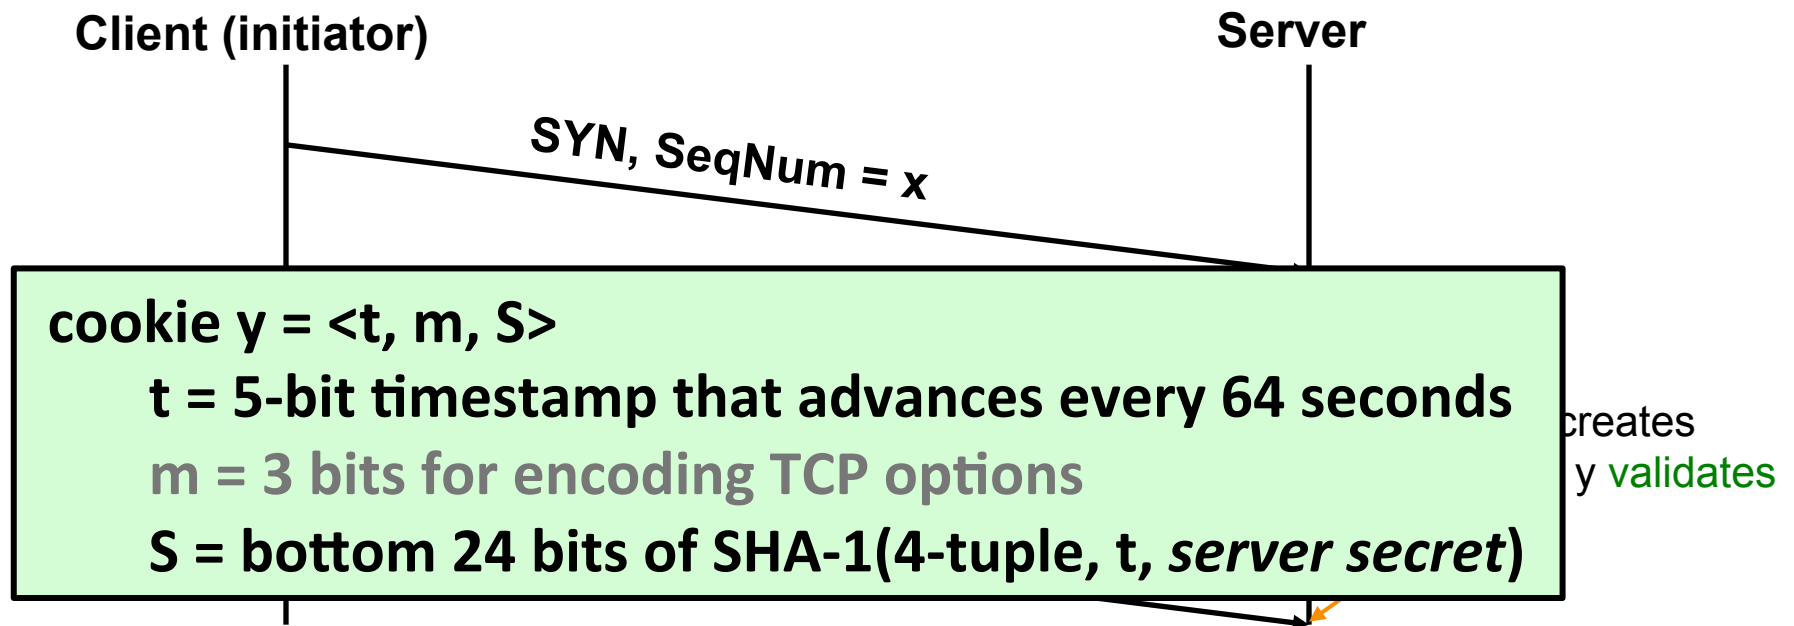 Client (initiator)
Server
SYN, SeqNum = x
cookie y = <t, m, S>
t = 5-bit timestamp that advances every 64 seconds
m = 3 bits for encoding TCP options
S = bottom 24 bits of SHA-1(4-tuple, t, server secret)
creates
y validates